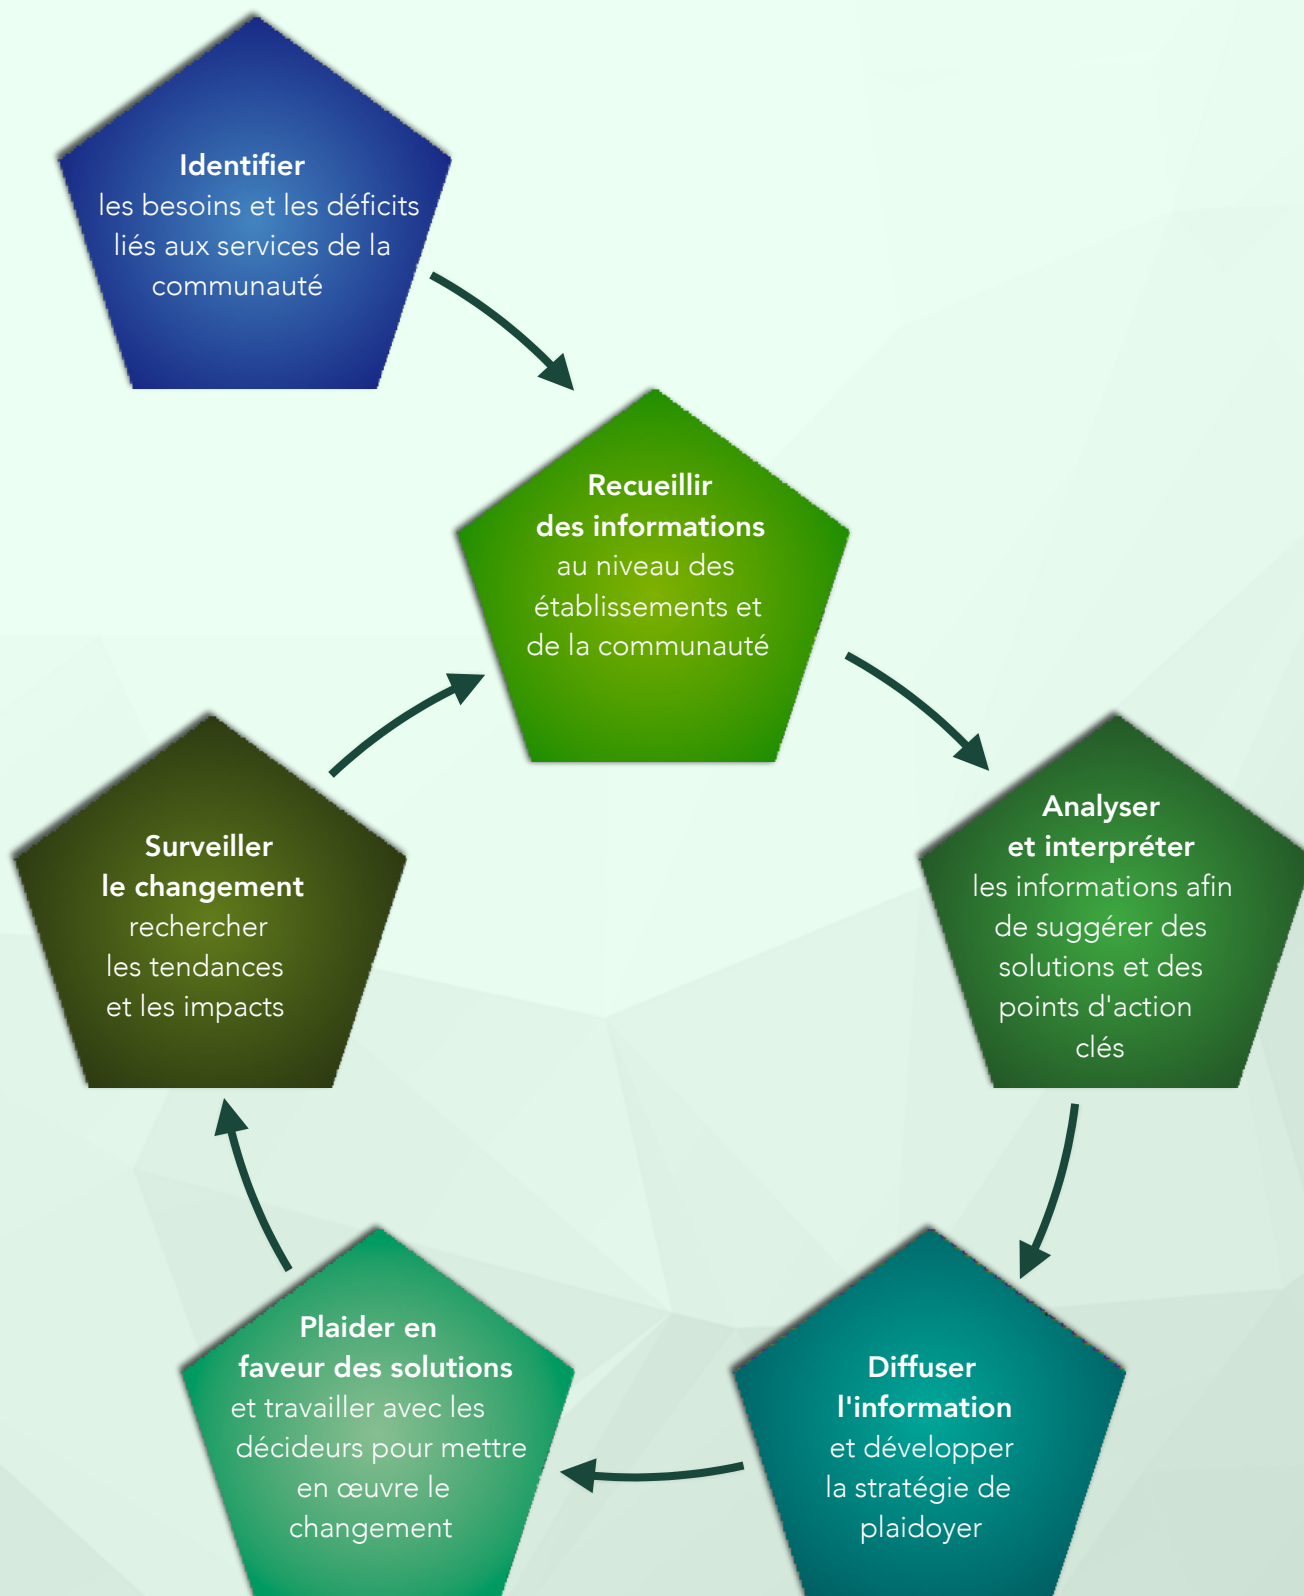 Identifier
les besoins et les déficits
liés aux services de la
communauté
Recueillir
des informations
au niveau des
établissements et
de la communauté
Analyser
et interpréter
les informations afin
de suggérer des
solutions et des
points d'action
clés
Diffuser
l'information
et développer
la stratégie de
plaidoyer
Plaider en
faveur des solutions
et travailler avec les
décideurs pour mettre
en œuvre le
changement
Surveiller
le changement
rechercher
les tendances
et les impacts